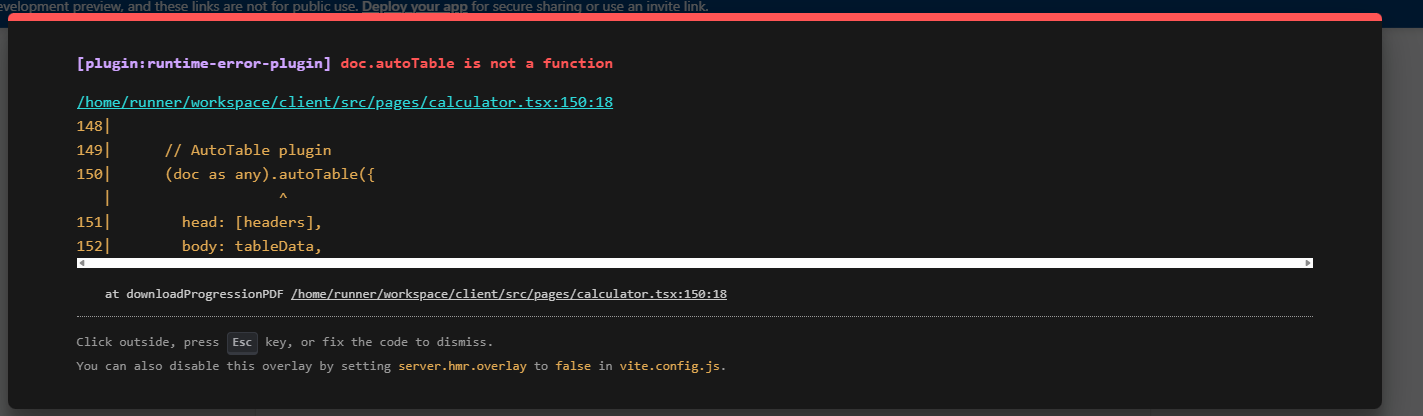 evelopment preview, and these links are not for public use. Deploy your app for secure sharing or use an invite link.
[plugin:runtime-error-plugin] doc.autoTable is not a function
/home/runner/workspace/client/src/pages/calculator.tsx:150:18
148|
149|      // AutoTable plugin
150|      (doc as any).autoTable({
   |                   ^
151|        head: [headers],
152|        body: tableData,
at downloadProgressionPDF /home/runner/workspace/client/src/pages/calculator.tsx:150:18
Click outside, press Esc key, or fix the code to dismiss.
You can also disable this overlay by setting server.hmr.overlay to false in vite.config.js.